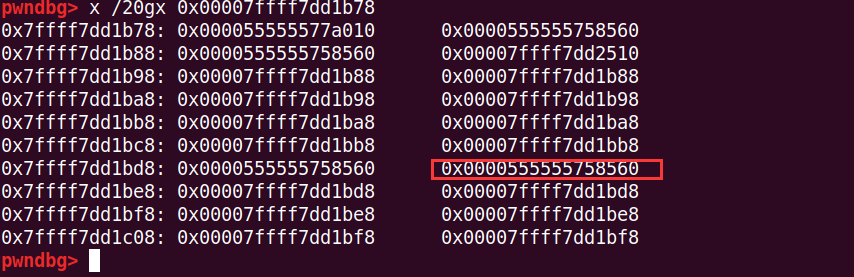 pwndbg> x /20gx 0x00007ffff7dd1b78
0x7ffff7dd1b78: 0x000055555577a010 0x0000555555758560
0x7ffff7dd1b88: 0x0000555555758560 0x00007ffff7dd2510
0x7ffff7dd1b98: 0x00007ffff7dd1b88 0x00007ffff7dd1b88
0x7ffff7dd1ba8: 0x00007ffff7dd1b98 0x00007ffff7dd1b98
0x7ffff7dd1bb8: 0x00007ffff7dd1ba8 0x00007ffff7dd1ba8
0x7ffff7dd1bc8: 0x00007ffff7dd1bb8 0x00007ffff7dd1bb8
0x7ffff7dd1bd8: 0x0000555555758560 0x0000555555758560
0x7ffff7dd1be8: 0x00007ffff7dd1bd8 0x00007ffff7dd1bd8
0x7ffff7dd1bf8: 0x00007ffff7dd1be8 0x00007ffff7dd1be8
0x7ffff7dd1c08: 0x00007ffff7dd1bf8 0x00007ffff7dd1bf8
pwndbg>